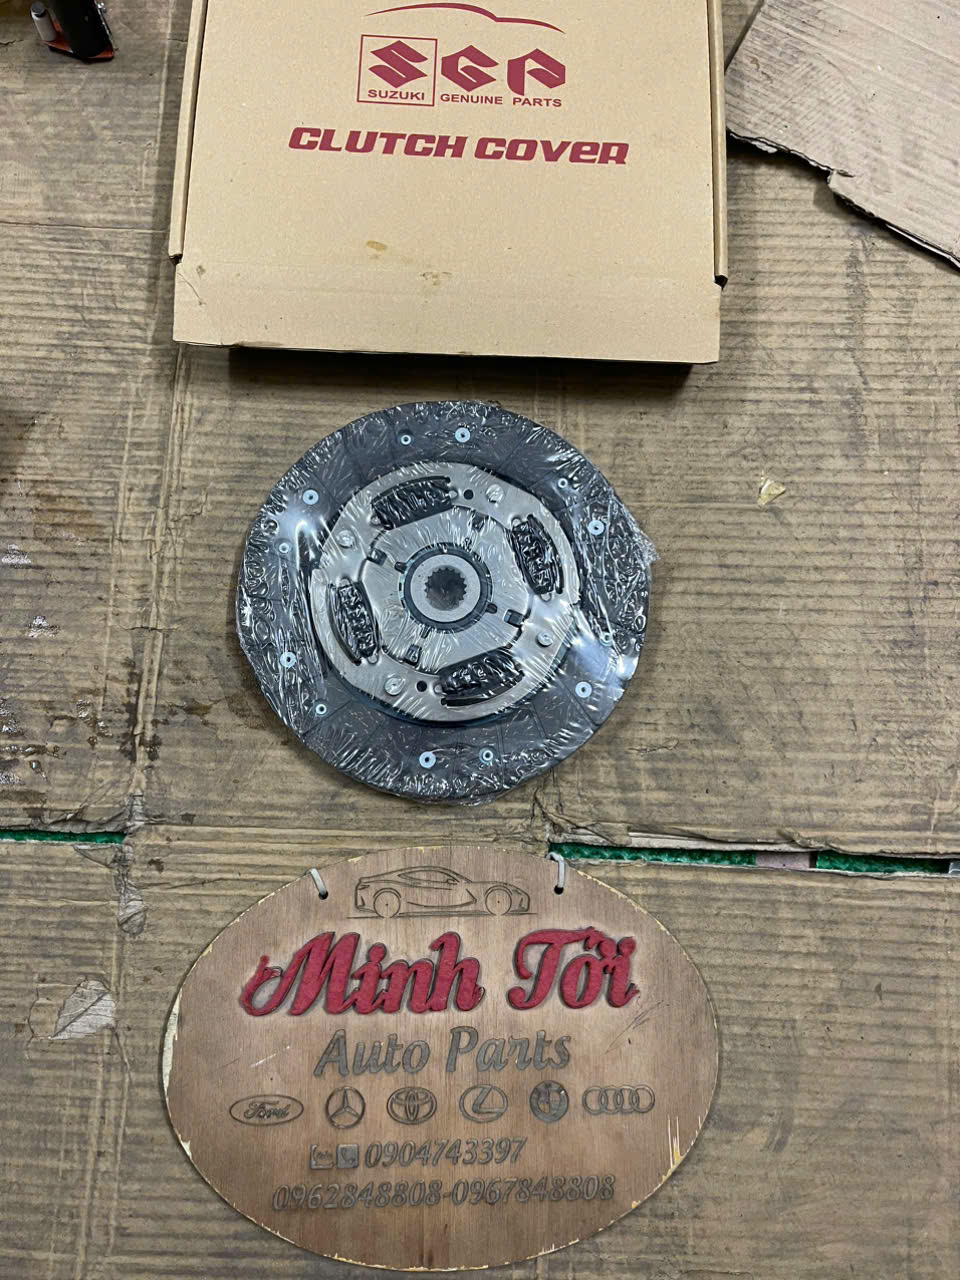 SGP
SUZUKI GENUINE PARTS
CLUTCH COVER
Minh Tới
Auto Parts
Ford
0904743397
0962848808-0967848808